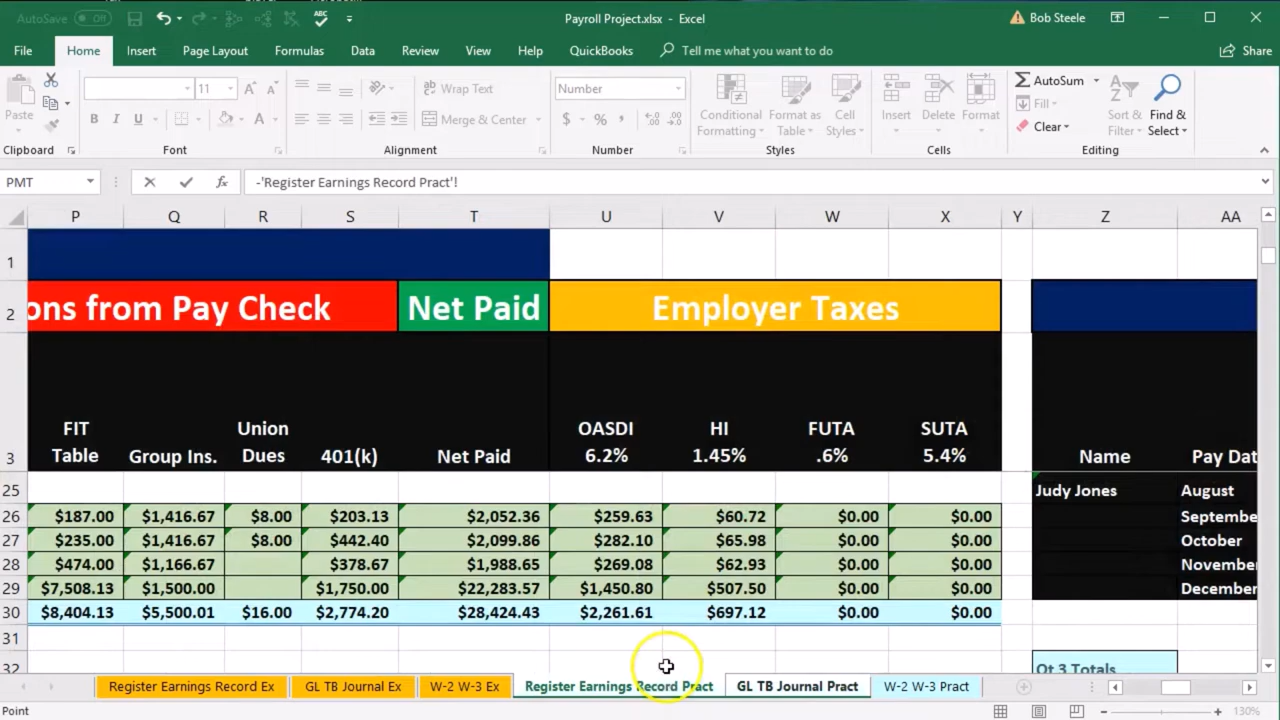 AutoSave Off Payroll Project.xlsx - Excel Bob Steele
File Home Insert Page Layout Formulas Data Review View Help QuickBooks Tell me what you want to do Share
Paste 11 Wrap Text Number Conditional Format as Cell Insert Delete Format AutoSum Sort & Find &
B I U A Merge & Center $ % Formatting Table Styles Fill Filter Select
Clear
Clipboard Font Alignment Number Styles Cells Editing
PMT fx -'Register Earnings Record Pract'!
P Q R S T U V W X Y Z AA
1
2 ons from Pay Check Net Paid Employer Taxes
FIT Union OASDI HI FUTA SUTA
3 Table Group Ins. Dues 401(k) Net Paid 6.2% 1.45% .6% 5.4% Name Pay Dat
25 Judy Jones August
26 $187.00 $1,416.67 $8.00 $203.13 $2,052.36 $259.63 $60.72 $0.00 $0.00 Septembe
27 $235.00 $1,416.67 $8.00 $442.40 $2,099.86 $282.10 $65.98 $0.00 $0.00 October
28 $474.00 $1,166.67 $378.67 $1,988.65 $269.08 $62.93 $0.00 $0.00 November
29 $7,508.13 $1,500.00 $1,750.00 $22,283.57 $1,450.80 $507.50 $0.00 $0.00 December
30 $8,404.13 $5,500.01 $16.00 $2,774.20 $28,424.43 $2,261.61 $697.12 $0.00 $0.00
31
32 Qt 3 Totals
Register Earnings Record Ex GL TB Journal Ex W-2 W-3 Ex Register Earnings Record Pract GL TB Journal Pract W-2 W-3 Pract
Point 130%